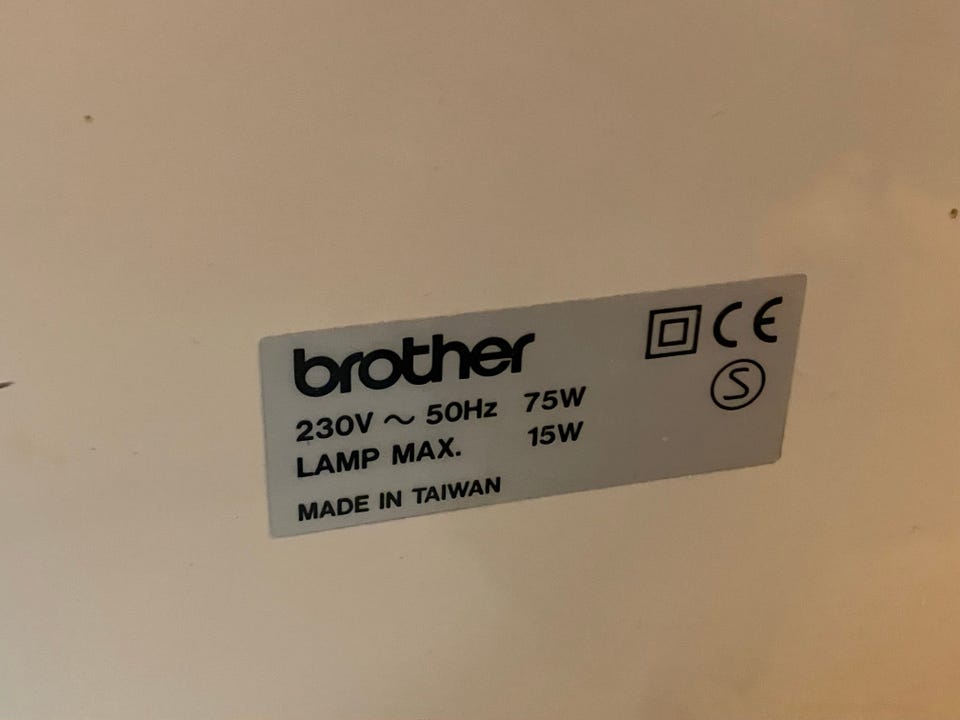 brother
CE
S
230V ~ 50Hz 75W
LAMP MAX. 15W
MADE IN TAIWAN